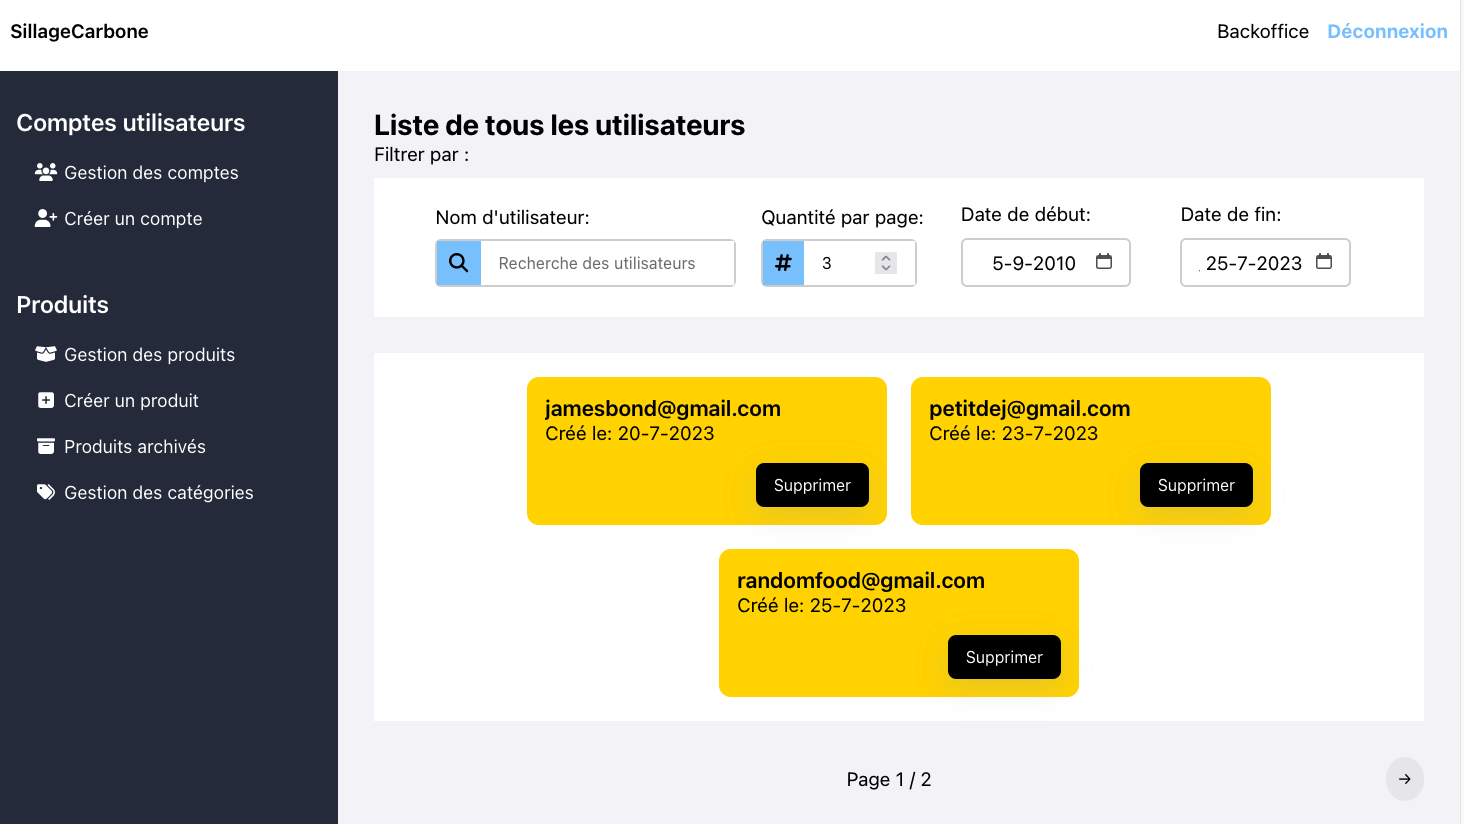 SillageCarbone
Backoffice Déconnexion
Comptes utilisateurs
Gestion des comptes
Créer un compte
Produits
Gestion des produits
Créer un produit
Produits archivés
Gestion des catégories
Liste de tous les utilisateurs
Filtrer par :
Nom d'utilisateur: Quantité par page: Date de début: Date de fin:
Recherche des utilisateurs # 3 5-9-2010 25-7-2023
jamesbond@gmail.com
Créé le: 20-7-2023
Supprimer
petitdej@gmail.com
Créé le: 23-7-2023
Supprimer
randomfood@gmail.com
Créé le: 25-7-2023
Supprimer
Page 1 / 2